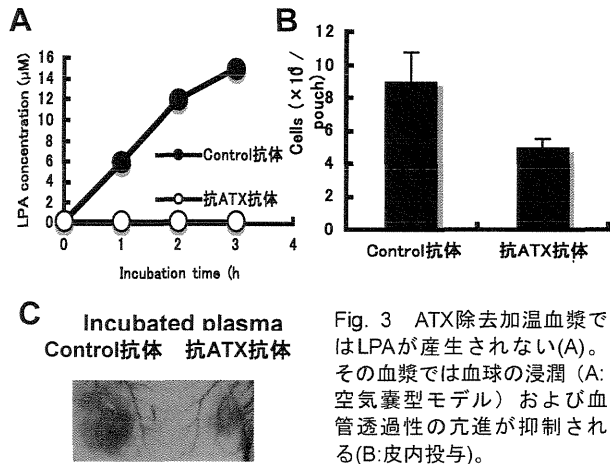 A
LPA concentration (μM)
16
14
12
10
8
6
4
2
0
0 1 2 3 4
Incubation time (h
Control抗体
抗ATX抗体
B
Cells (×10⁶ / pouch)
12
10
8
6
4
2
0
Control抗体 抗ATX抗体
C
Incubated plasma
Control抗体 抗ATX抗体
Fig. 3 ATX除去加温血漿で
はLPAが産生されない(A)。
その血漿では血球の浸潤（A:
空気嚢型モデル）および血
管透過性の亢進が抑制され
る(B:皮内投与)。